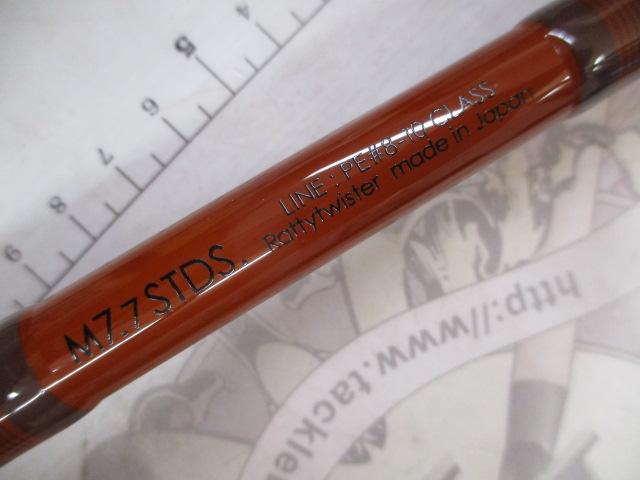 M7.7 STDS.
LINE : PE#8-10 CLASS
Rattytwister made in Japan
5
6
7
8
9
http://www.tackle